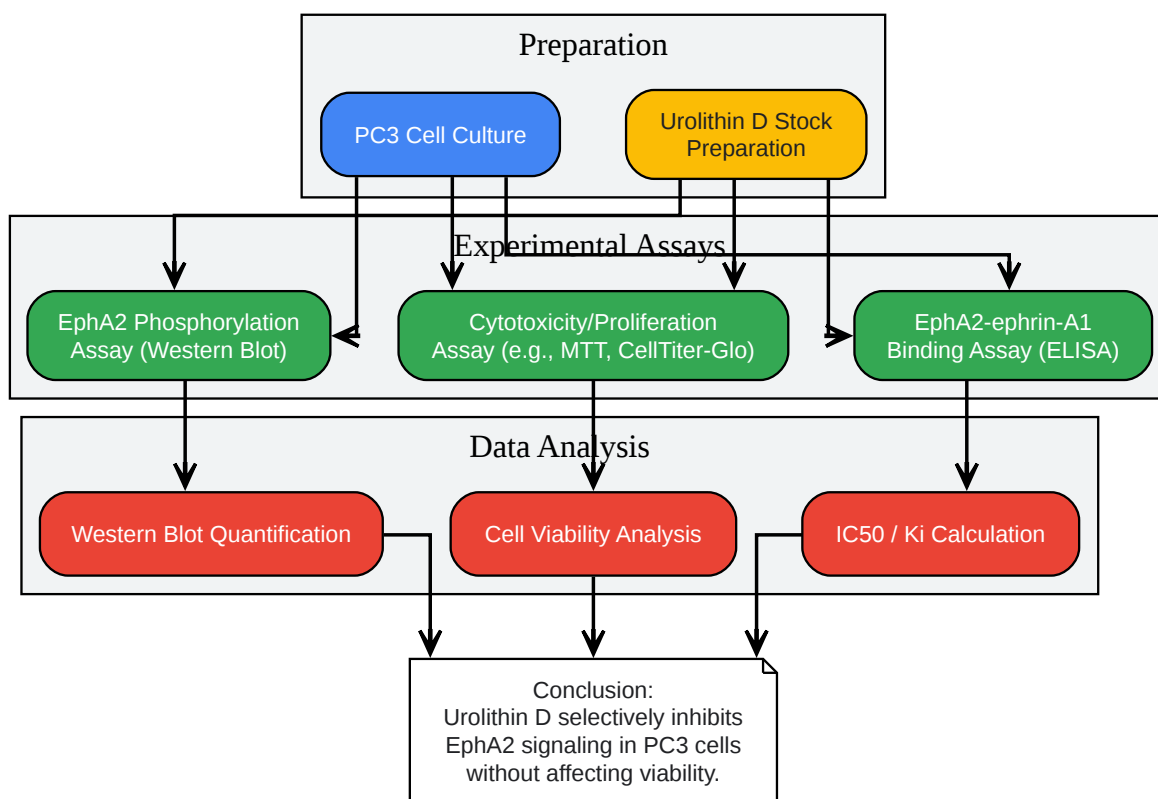 Preparation
PC3 Cell Culture
Urolithin D Stock
Preparation
Experimental Assays
EphA2 Phosphorylation
Assay (Western Blot)
Cytotoxicity/Proliferation
Assay (e.g., MTT, CellTiter-Glo)
EphA2-ephrin-A1
Binding Assay (ELISA)
Data Analysis
Western Blot Quantification
Cell Viability Analysis
IC50 / Ki Calculation
Conclusion:
Urolithin D selectively inhibits
EphA2 signaling in PC3 cells
without affecting viability.